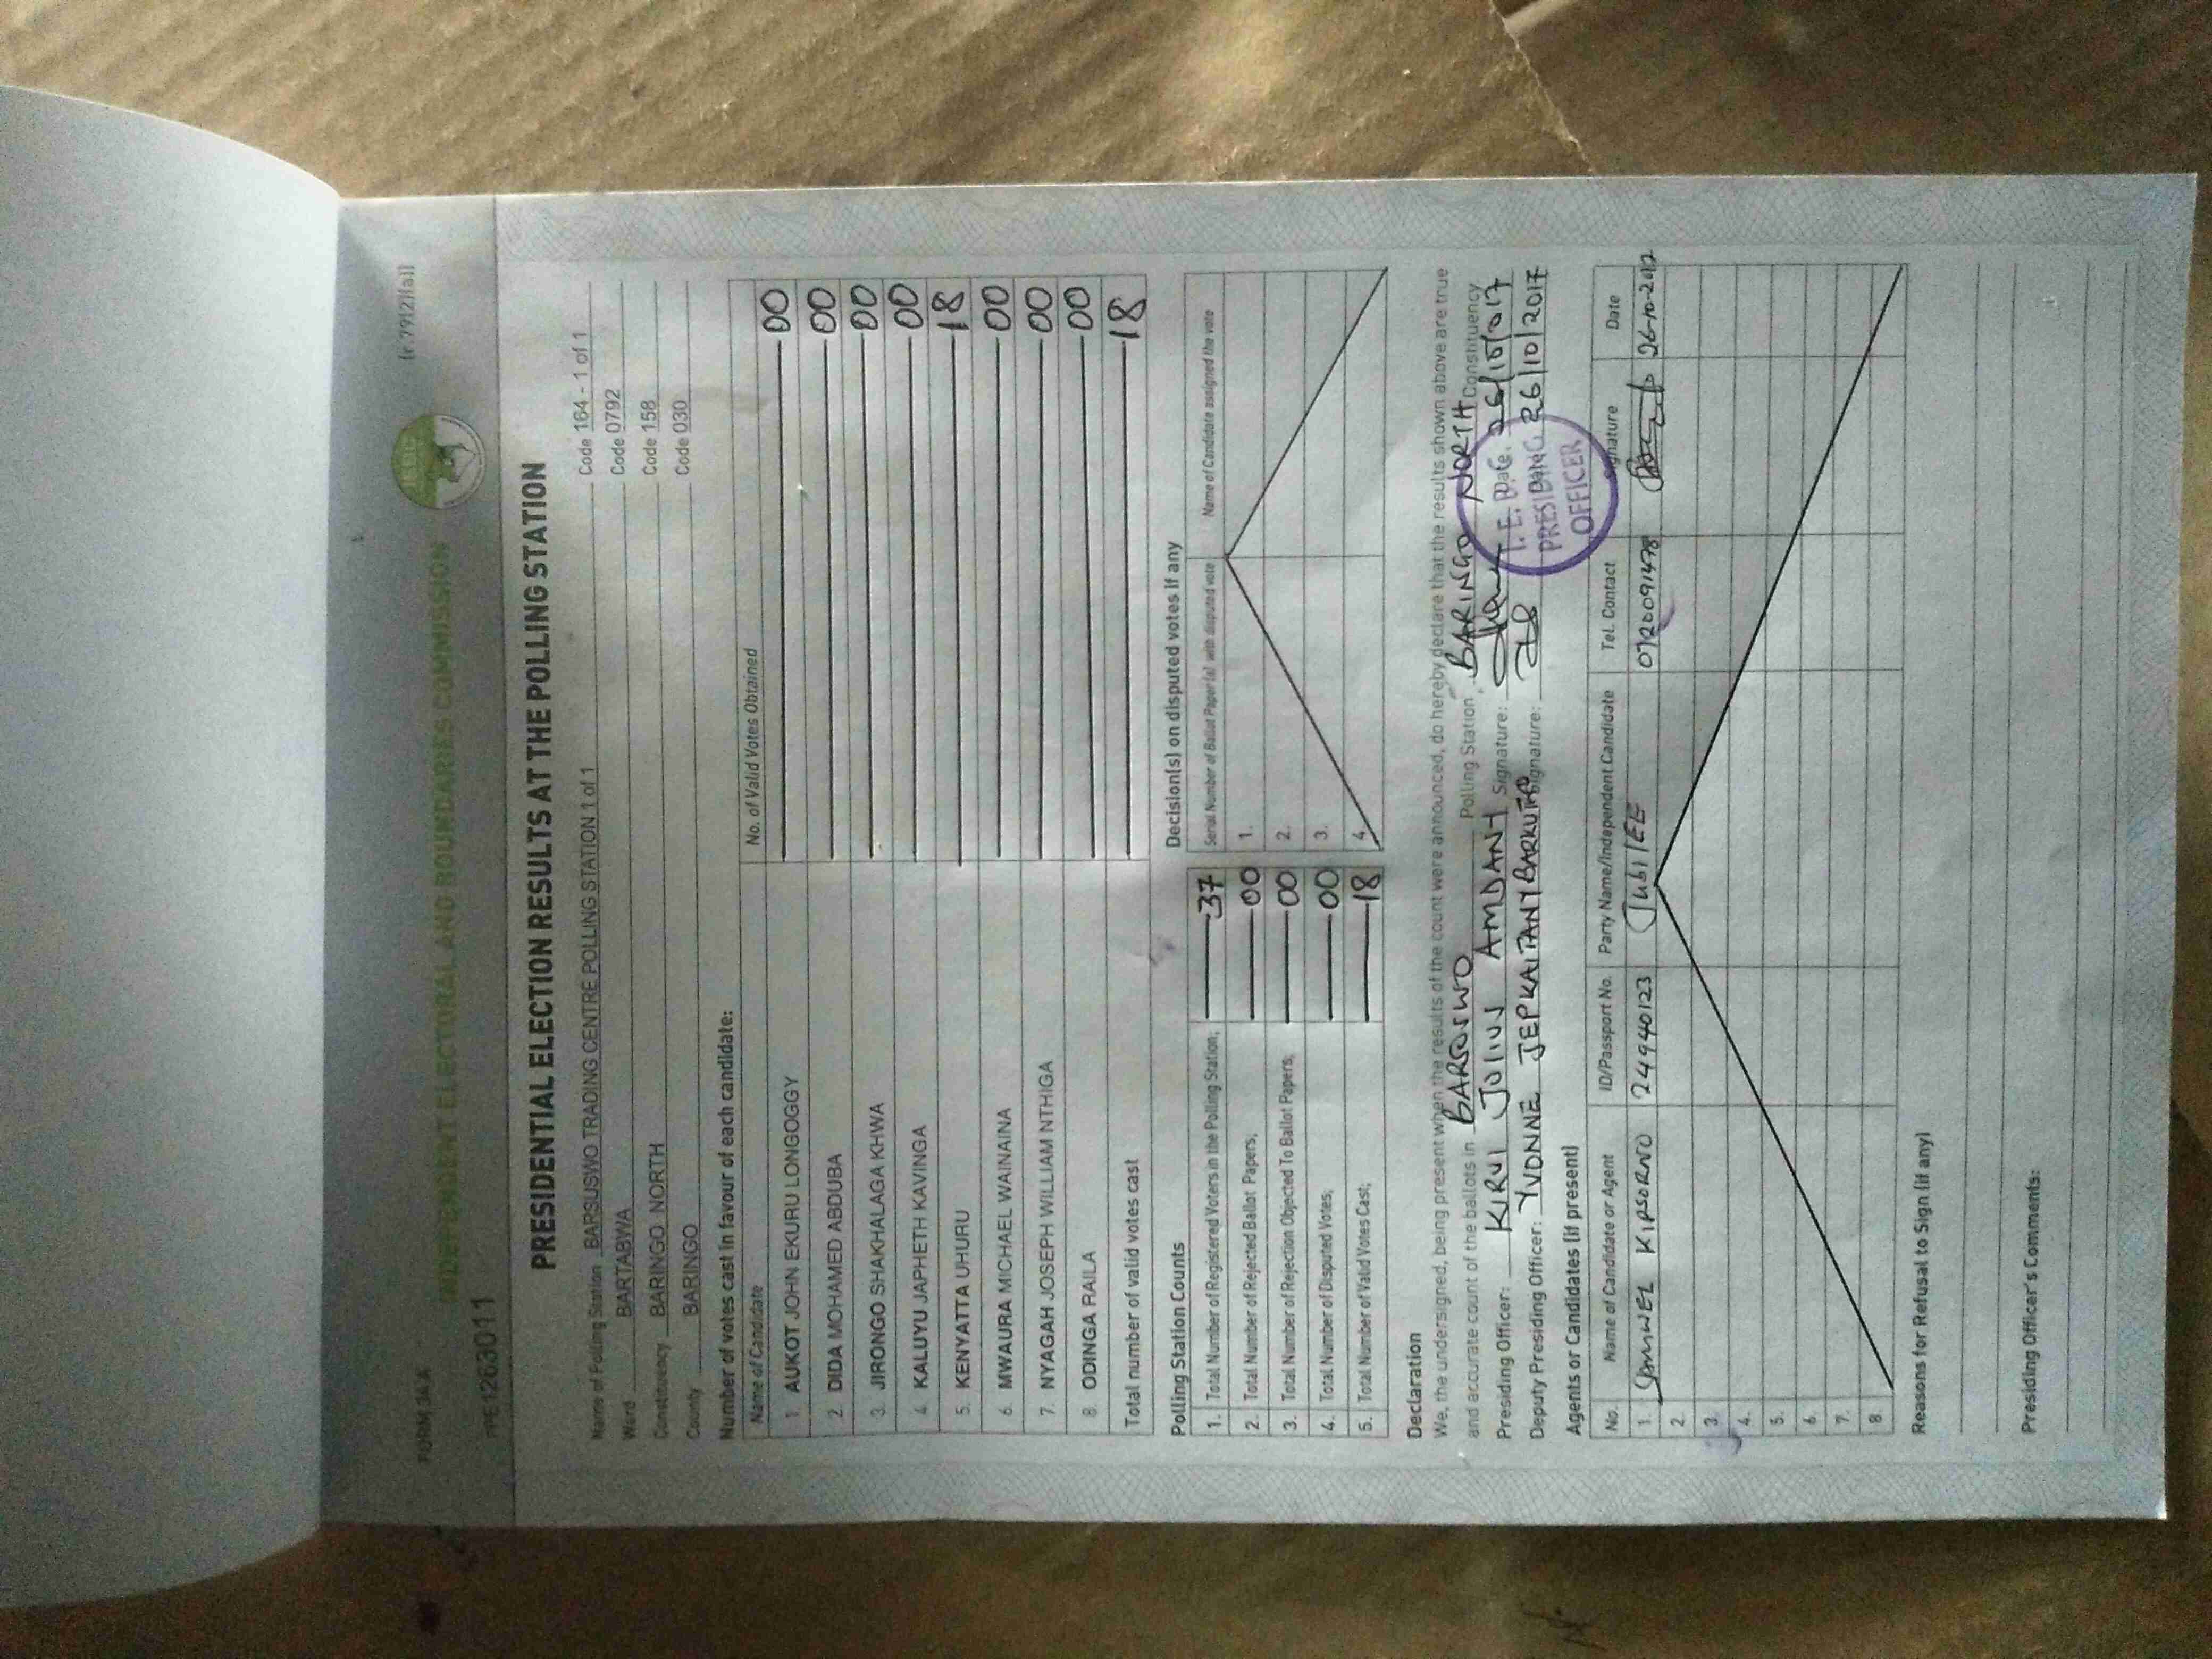 FORM 34A (r.79(2)(a))
INDEPENDENT ELECTORAL AND BOUNDARIES COMMISSION
IEBC
PRE1263011
PRESIDENTIAL ELECTION RESULTS AT THE POLLING STATION
Name of Polling Station BARSUSWO TRADING CENTRE POLLING STATION 1 of 1 Code 164 - 1 of 1
Ward BARTABWA Code 0792
Constituency BARINGO NORTH Code 158
County BARINGO Code 030
Number of votes cast in favour of each candidate:
Name of Candidate No. of Valid Votes Obtained
1. AUKOT JOHN EKURU LONGOGGY 00
2. DIDA MOHAMED ABDUBA 00
3. JIRONGO SHAKHALAGA KHWA 00
4. KALUYU JAPHETH KAVINGA 00
5. KENYATTA UHURU 18
6. MWAURA MICHAEL WAINAINA 00
7. NYAGAH JOSEPH WILLIAM NTHIGA 00
8. ODINGA RAILA 00
Total number of valid votes cast 18
Polling Station Counts
1. Total Number of Registered Voters in the Polling Station; 37
2. Total Number of Rejected Ballot Papers; 00
3. Total Number of Rejection Objected To Ballot Papers; 00
4. Total Number of Disputed Votes; 00
5. Total Number of Valid Votes Cast; 18
Decision(s) on disputed votes if any
Serial Number of Ballot Paper(s) with disputed vote Name of Candidate assigned the vote
1.
2.
3.
4.
Declaration
We, the undersigned, being present when the results of the count were announced, do hereby declare that the results shown above are true
and accurate count of the ballots in BARSUSWO Polling Station, BARINGO NORTH Constituency
Presiding Officer: KIRUI JULIUS AMDANY Signature: Date: 26/10/2017
Deputy Presiding Officer: YVONNE JEPKAITANY BARKUTO Signature: Date: 26/10/2017
I. E. B. C.
PRESIDING
OFFICER
Agents or Candidates (if present)
No. Name of Candidate or Agent ID/Passport No. Party Name/Independent Candidate Tel. Contact Signature Date
1. SAMWEL KIPSORNO 24940123 JubilEE 0720091478 26-10-2017
2.
3.
4.
5.
6.
7.
8.
Reasons for Refusal to Sign (if any)
Presiding Officer's Comments: